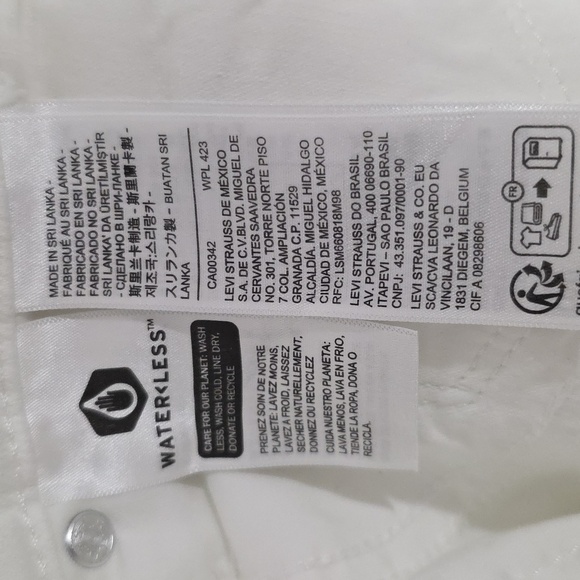 MADE IN SRI LANKA -
FABRIQUÉ AU SRI LANKA -
FABRICADO EN SRI LANKA -
FABRICADO NO SRI LANKA -
SRİ LANKA' DA ÜRETİLMİŞTİR
- СДЕЛАНО В ШРИ-ЛАНКЕ -
斯里兰卡制造 - 斯里蘭卡製 -
제조국:스리랑카 -
スリランカ製 - BUATAN SRI
LANKA
CA00342 WPL 423
LEVI STRAUSS DE MÉXICO
S.A. DE C.V.BLVD. MIGUEL DE
CERVANTES SAAVEDRA
NO. 301, TORRE NORTE PISO
7 COL. AMPLIACIÓN
GRANADA C.P. 11529
ALCALDÍA, MIGUEL HIDALGO
CIUDAD DE MÉXICO, MÉXICO
RFC: LSM660818M98
LEVI STRAUSS DO BRASIL
AV. PORTUGAL, 400 06690-110
ITAPEVI – SAO PAULO BRASIL
CNPJ: 43.351.097/0001-90
LEVI STRAUSS & CO. EU
SCA/CVA LEONARDO DA
VINCILAAN, 19 - D
1831 DIEGEM, BELGIUM
CIF A 08298606
FR
WATER<LESS™
CARE FOR OUR PLANET: WASH
LESS, WASH COLD, LINE DRY,
DONATE OR RECYCLE
PRENEZ SOIN DE NOTRE
PLANÈTE: LAVEZ MOINS,
LAVEZ A FROID, LAISSEZ
SECHER NATURELLEMENT,
DONNEZ OU RECYCLEZ
CUIDA NUESTRO PLANETA:
LAVA MENOS, LAVA EN FRIO,
TIENDE LA ROPA, DONA O
RECICLA.